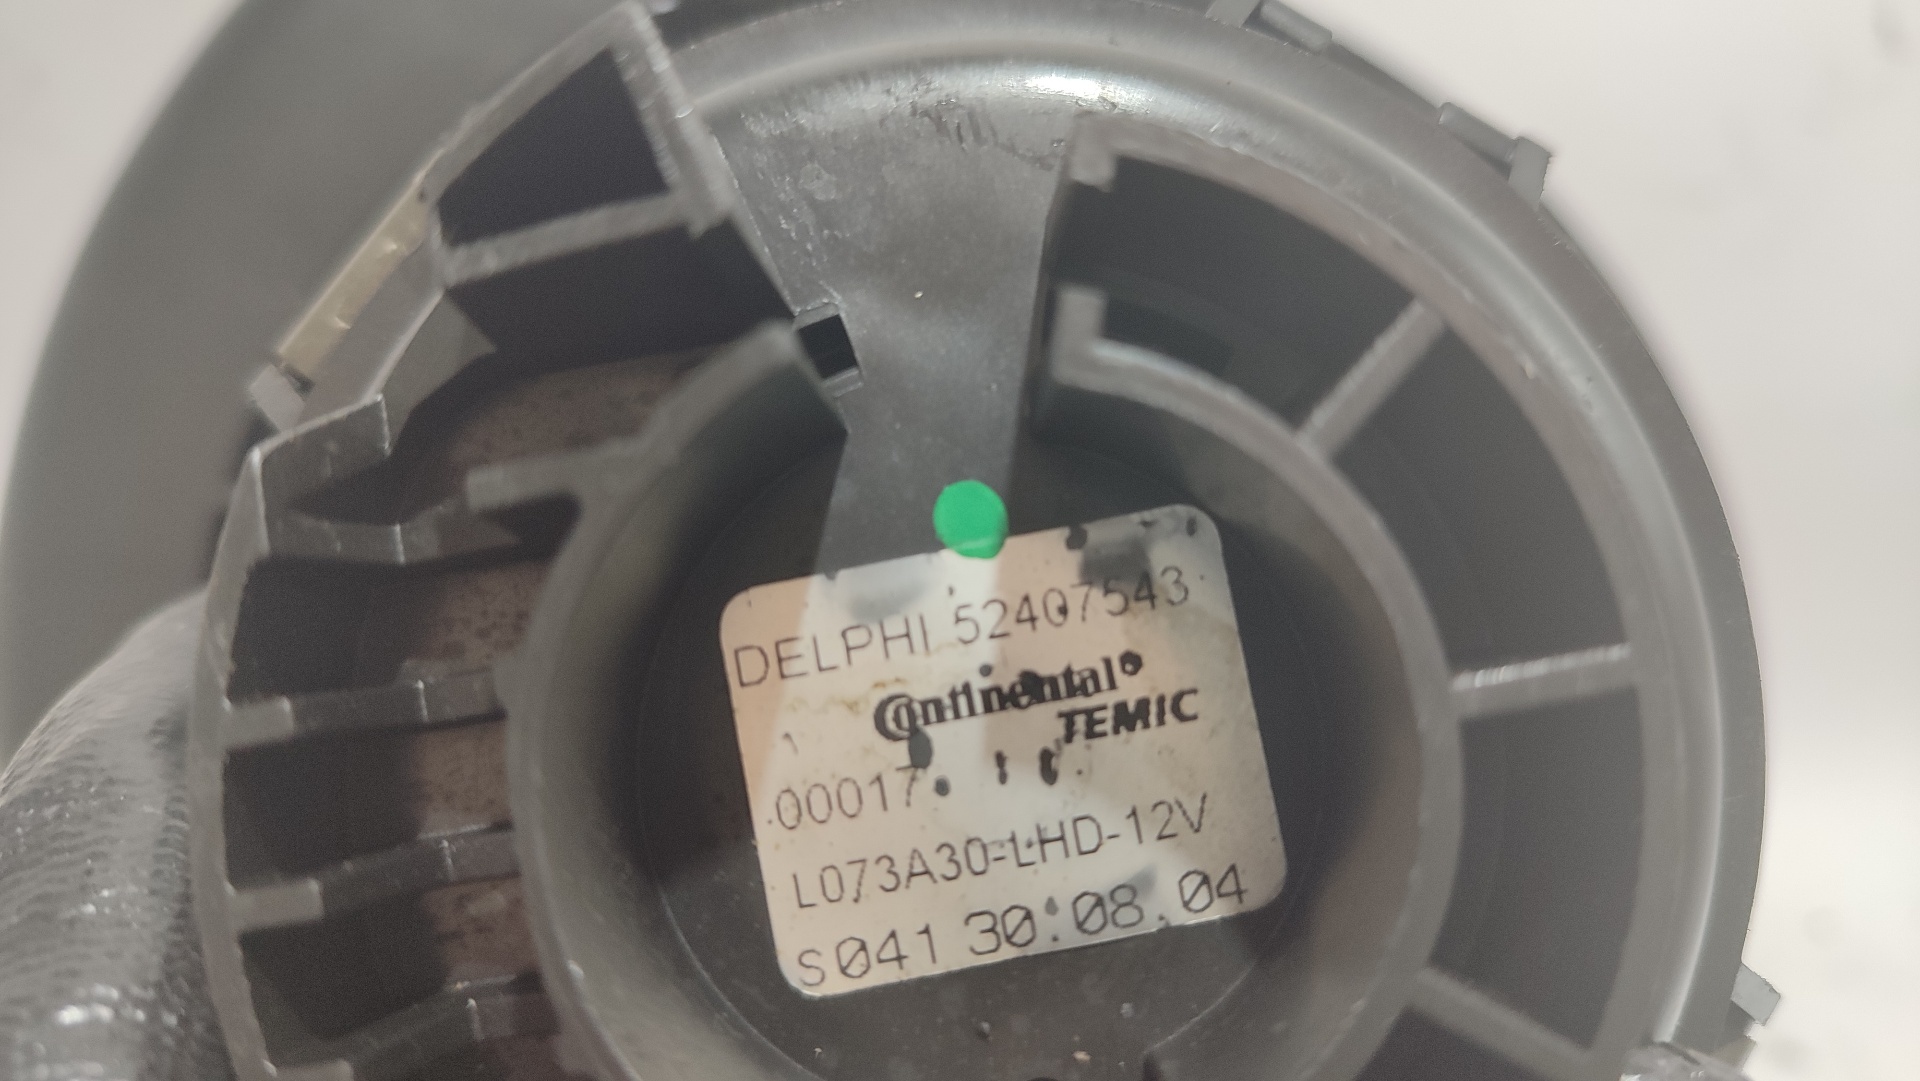 DELPHI 52407543
Continental
TEMIC
00017
L073A30-LHD-12V
S041 30.08.04